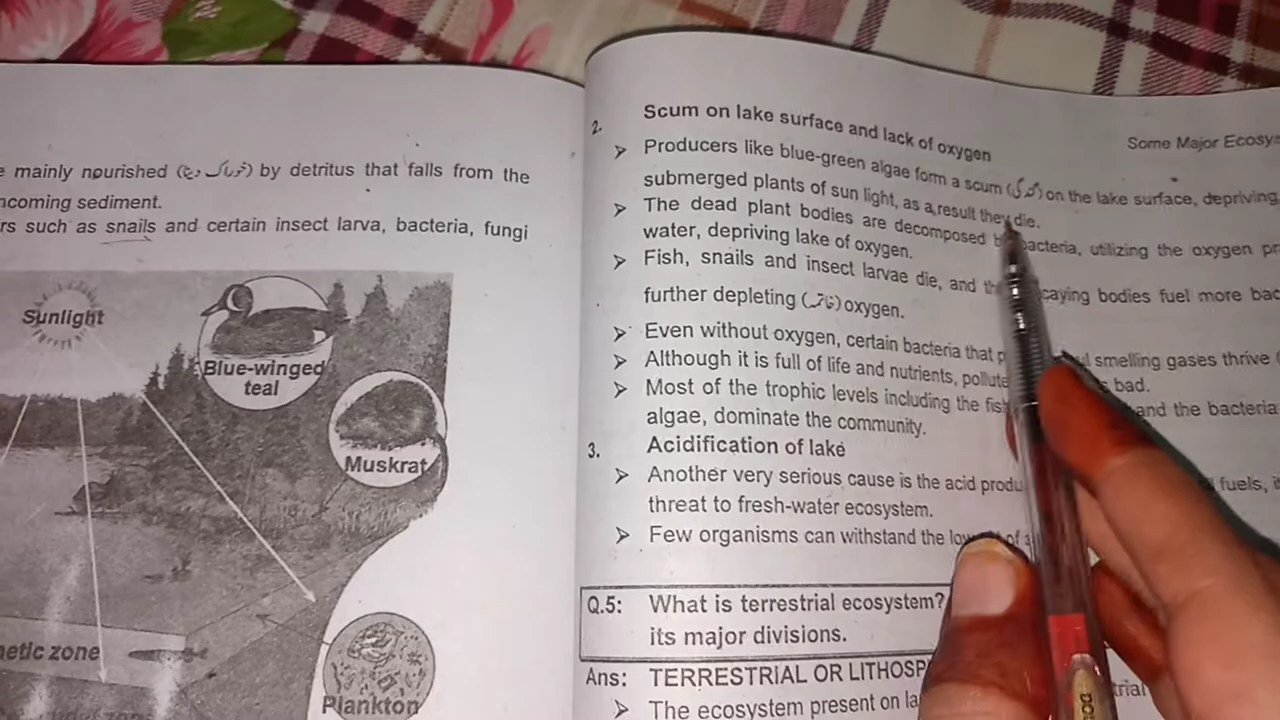 e mainly nourished (خوراک دینا) by detritus that falls from the
ncoming sediment.
rs such as snails and certain insect larva, bacteria, fungi
Sunlight
Blue-winged
teal
Muskrat
netic zone
Plankton
Some Major Ecosys
2. Scum on lake surface and lack of oxygen
➤ Producers like blue-green algae form a scum on the lake surface, depriving
submerged plants of sun light, as a result they die.
➤ The dead plant bodies are decomposed by bacteria, utilizing the oxygen pr
water, depriving lake of oxygen.
➤ Fish, snails and insect larvae die, and th caying bodies fuel more bac
further depleting oxygen.
➤ Even without oxygen, certain bacteria that p smelling gases thrive
➤ Although it is full of life and nutrients, pollute bad.
➤ Most of the trophic levels including the fis and the bacteria
algae, dominate the community.
3. Acidification of lake
➤ Another very serious cause is the acid produ fuels, i
threat to fresh-water ecosystem.
➤ Few organisms can withstand the of a
Q.5: What is terrestrial ecosystem?
its major divisions.
Ans: TERRESTRIAL OR LITHOSP
➤ The ecosystem present on la trial